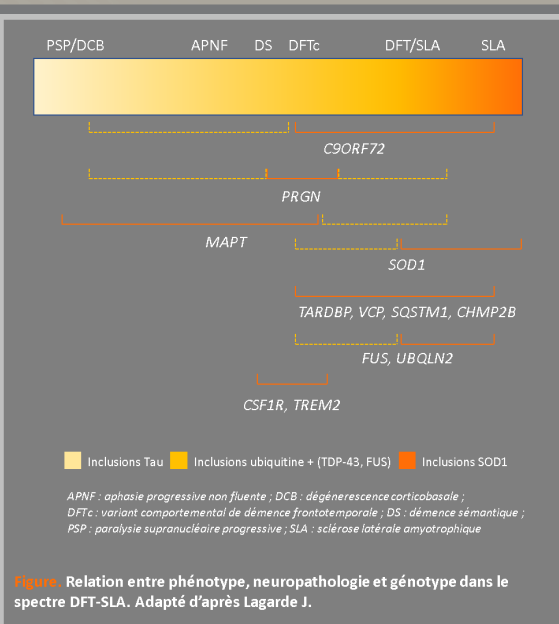 PSP/DCB APNF DS DFTc DFT/SLA SLA
C9ORF72
PRGN
MAPT
SOD1
TARDBP, VCP, SQSTM1, CHMP2B
FUS, UBQLN2
CSF1R, TREM2
Inclusions Tau Inclusions ubiquitine + (TDP-43, FUS) Inclusions SOD1
APNF : aphasie progressive non fluente ; DCB : dégénerescence corticobasale ;
DFTc : variant comportemental de démence frontotemporale ; DS : démence sémantique ;
PSP : paralysie supranucléaire progressive ; SLA : sclérose latérale amyotrophique
Figure. Relation entre phénotype, neuropathologie et génotype dans le
spectre DFT-SLA. Adapté d'après Lagarde J.